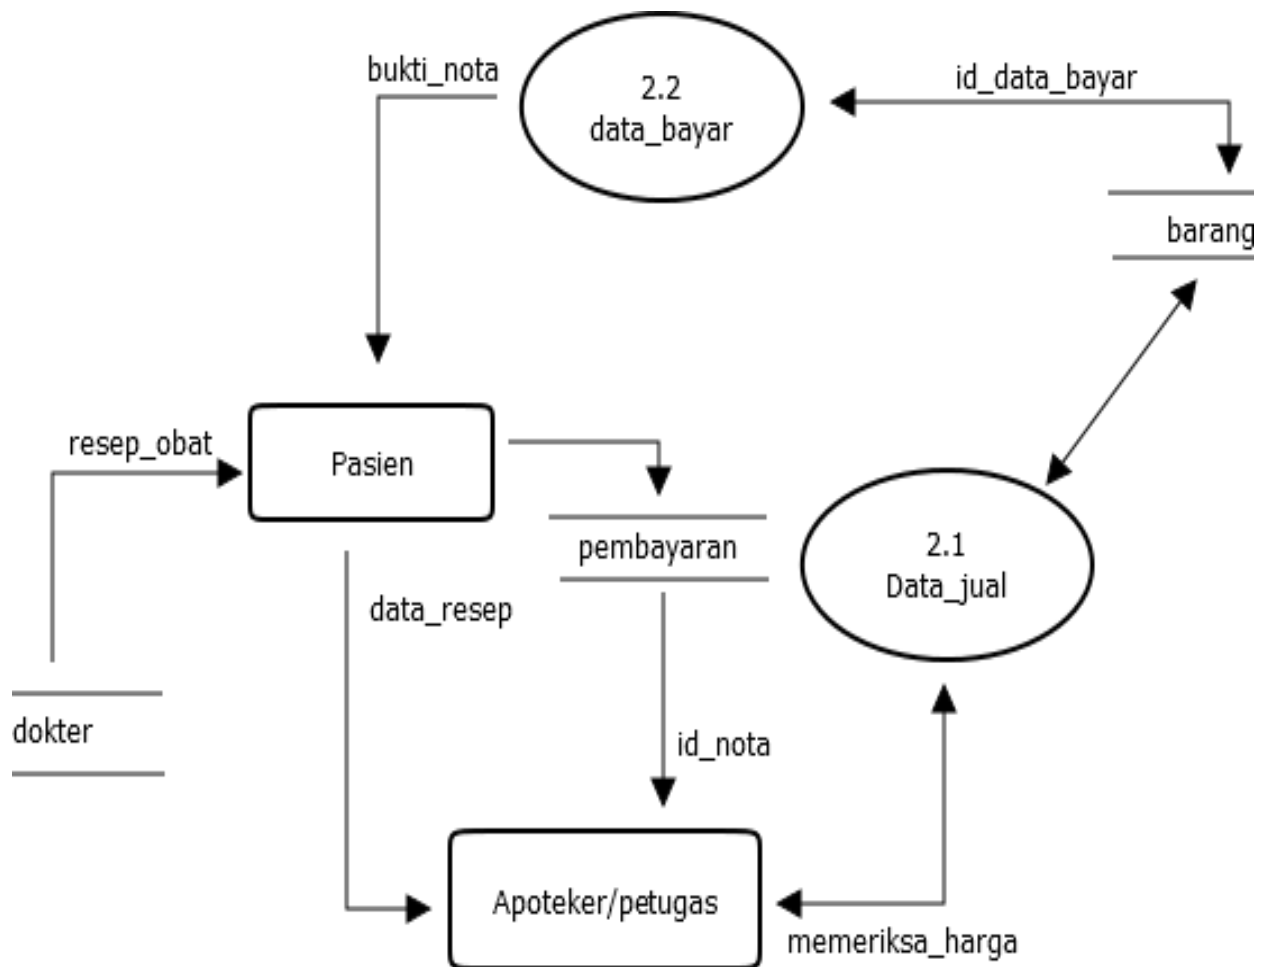 bukti_nota
2.2
data_bayar
id_data_bayar
barang
resep_obat
Pasien
pembayaran
2.1
Data_jual
data_resep
dokter
id_nota
Apoteker/petugas
memeriksa_harga